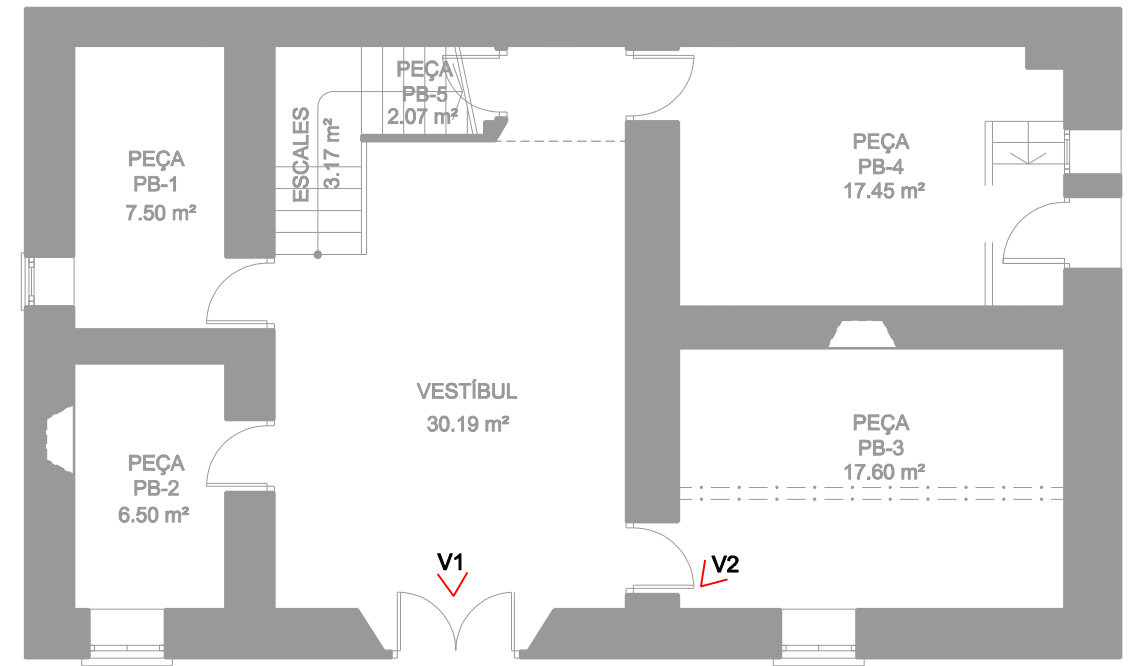 PEÇA
PB-1
7.50 m²
ESCALES
3.17 m²
PEÇA
PB-5
2.07 m²
PEÇA
PB-4
17.45 m²
VESTÍBUL
30.19 m²
PEÇA
PB-3
17.60 m²
PEÇA
PB-2
6.50 m²
V1
V2